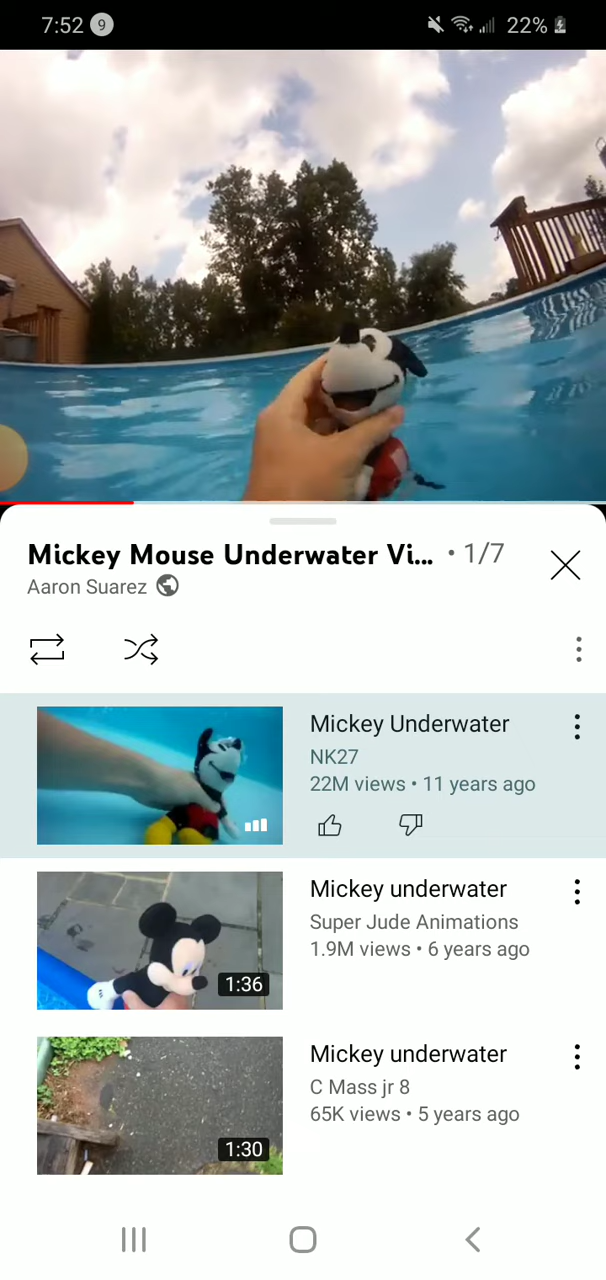 7:52 9 22%
Mickey Mouse Underwater Vi... • 1/7
Aaron Suarez
Mickey Underwater
NK27
22M views • 11 years ago
Mickey underwater
Super Jude Animations
1.9M views • 6 years ago
1:36
Mickey underwater
C Mass jr 8
65K views • 5 years ago
1:30